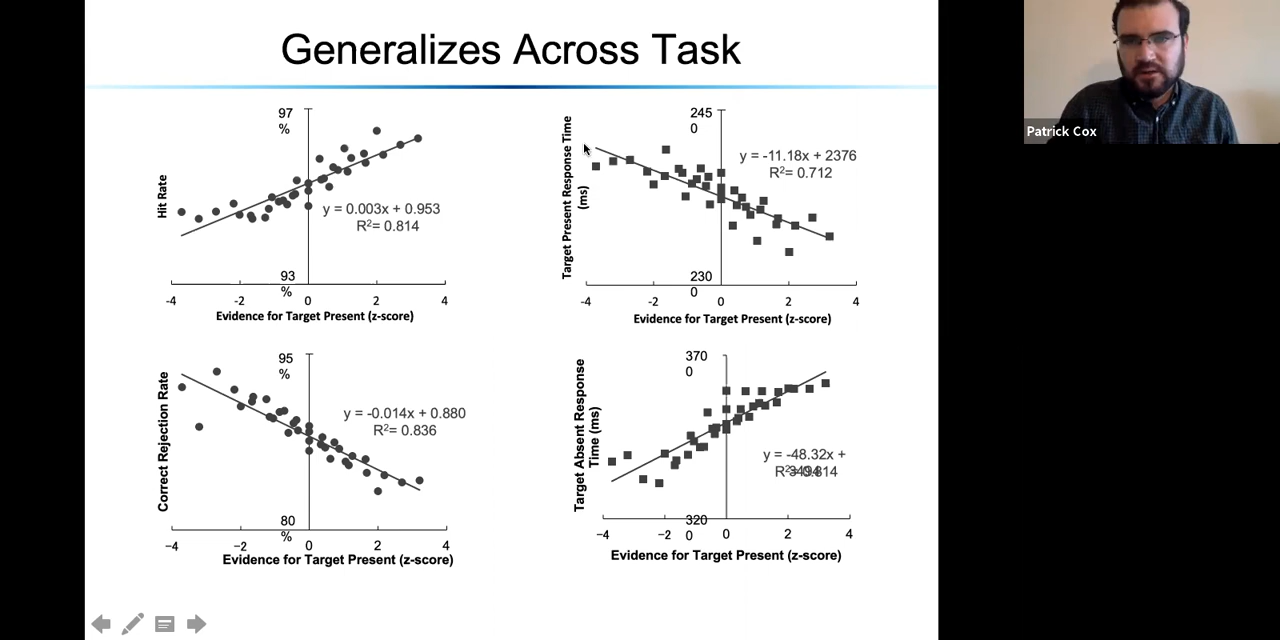 Generalizes Across Task
Patrick Cox
97
%
Hit Rate
y = 0.003x + 0.953
R²= 0.814
93
%
-4 -2 0 2 4
Evidence for Target Present (z-score)
245
0
Target Present Response Time
(ms)
y = -11.18x + 2376
R²= 0.712
230
0
-4 -2 0 2 4
Evidence for Target Present (z-score)
95
%
Correct Rejection Rate
y = -0.014x + 0.880
R²= 0.836
80
%
−4 −2 0 2 4
Evidence for Target Present (z-score)
370
0
Target Absent Response
Time (ms)
y = -48.32x +
320
0
−4 −2 0 2 4
Evidence for Target Present (z-score)